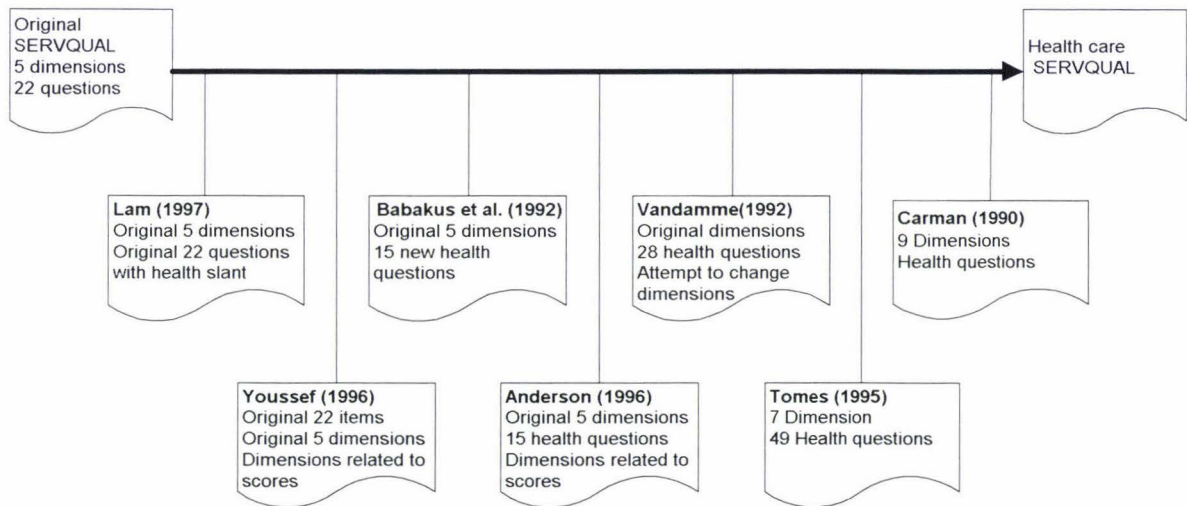 Original
SERVQUAL
5 dimensions
22 questions
Health care
SERVQUAL
Lam (1997)
Original 5 dimensions
Original 22 questions
with health slant
Babakus et al. (1992)
Original 5 dimensions
15 new health
questions
Vandamme(1992)
Original dimensions
28 health questions
Attempt to change
dimensions
Carman (1990)
9 Dimensions
Health questions
Youssef (1996)
Original 22 items
Original 5 dimensions
Dimensions related to
scores
Anderson (1996)
Original 5 dimensions
15 health questions
Dimensions related to
scores
Tomes (1995)
7 Dimension
49 Health questions